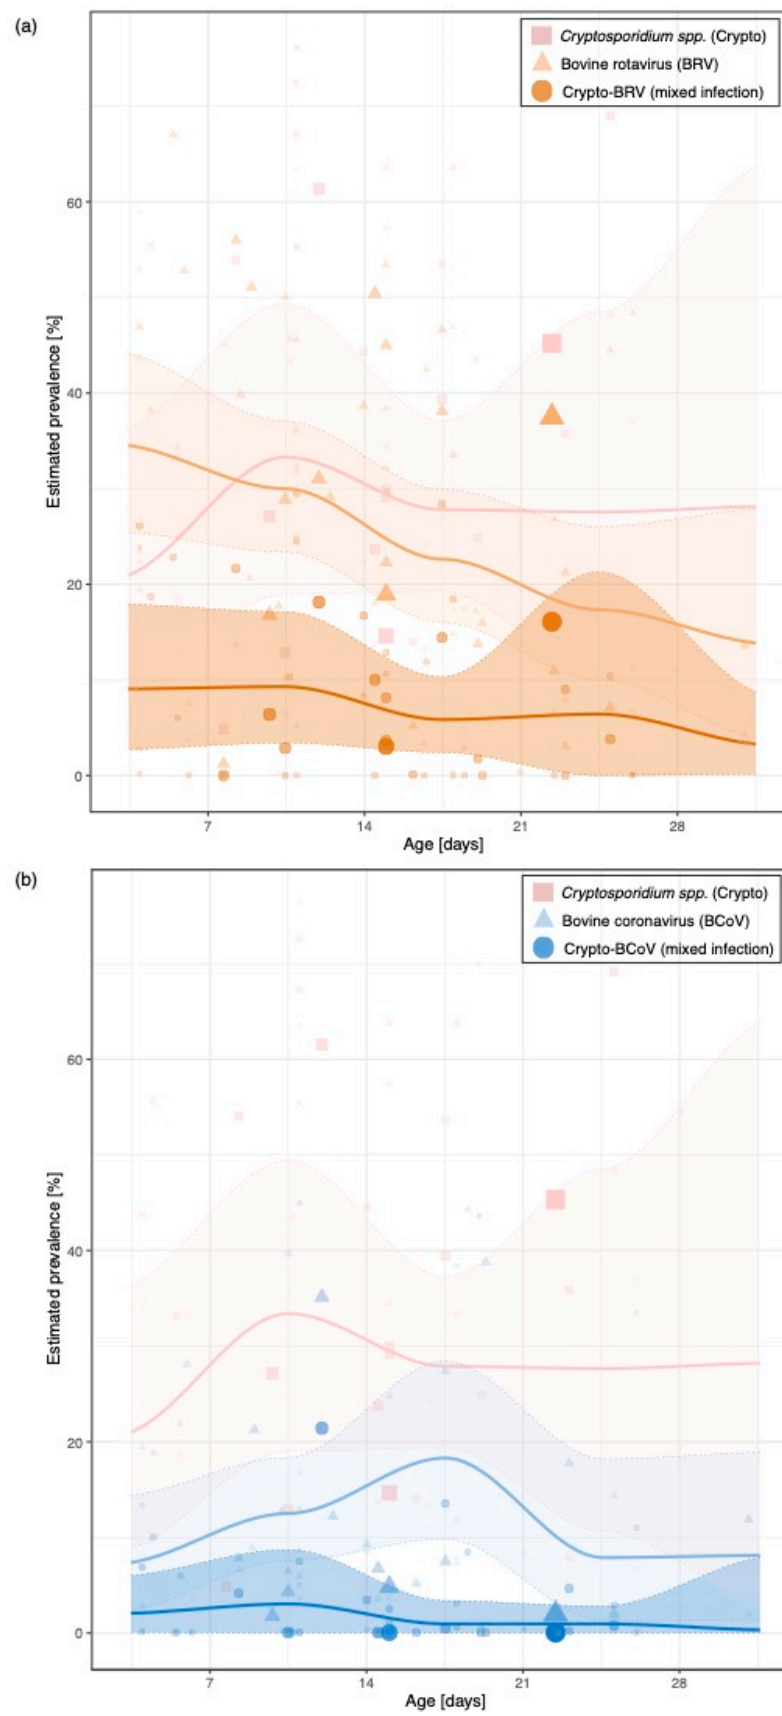 (a)
Cryptosporidium spp. (Crypto)
Bovine rotavirus (BRV)
Crypto-BRV (mixed infection)
Estimated prevalence [%]
60
40
20
0
7 14 21 28
Age [days]
(b)
Cryptosporidium spp. (Crypto)
Bovine coronavirus (BCoV)
Crypto-BCoV (mixed infection)
Estimated prevalence [%]
60
40
20
0
7 14 21 28
Age [days]